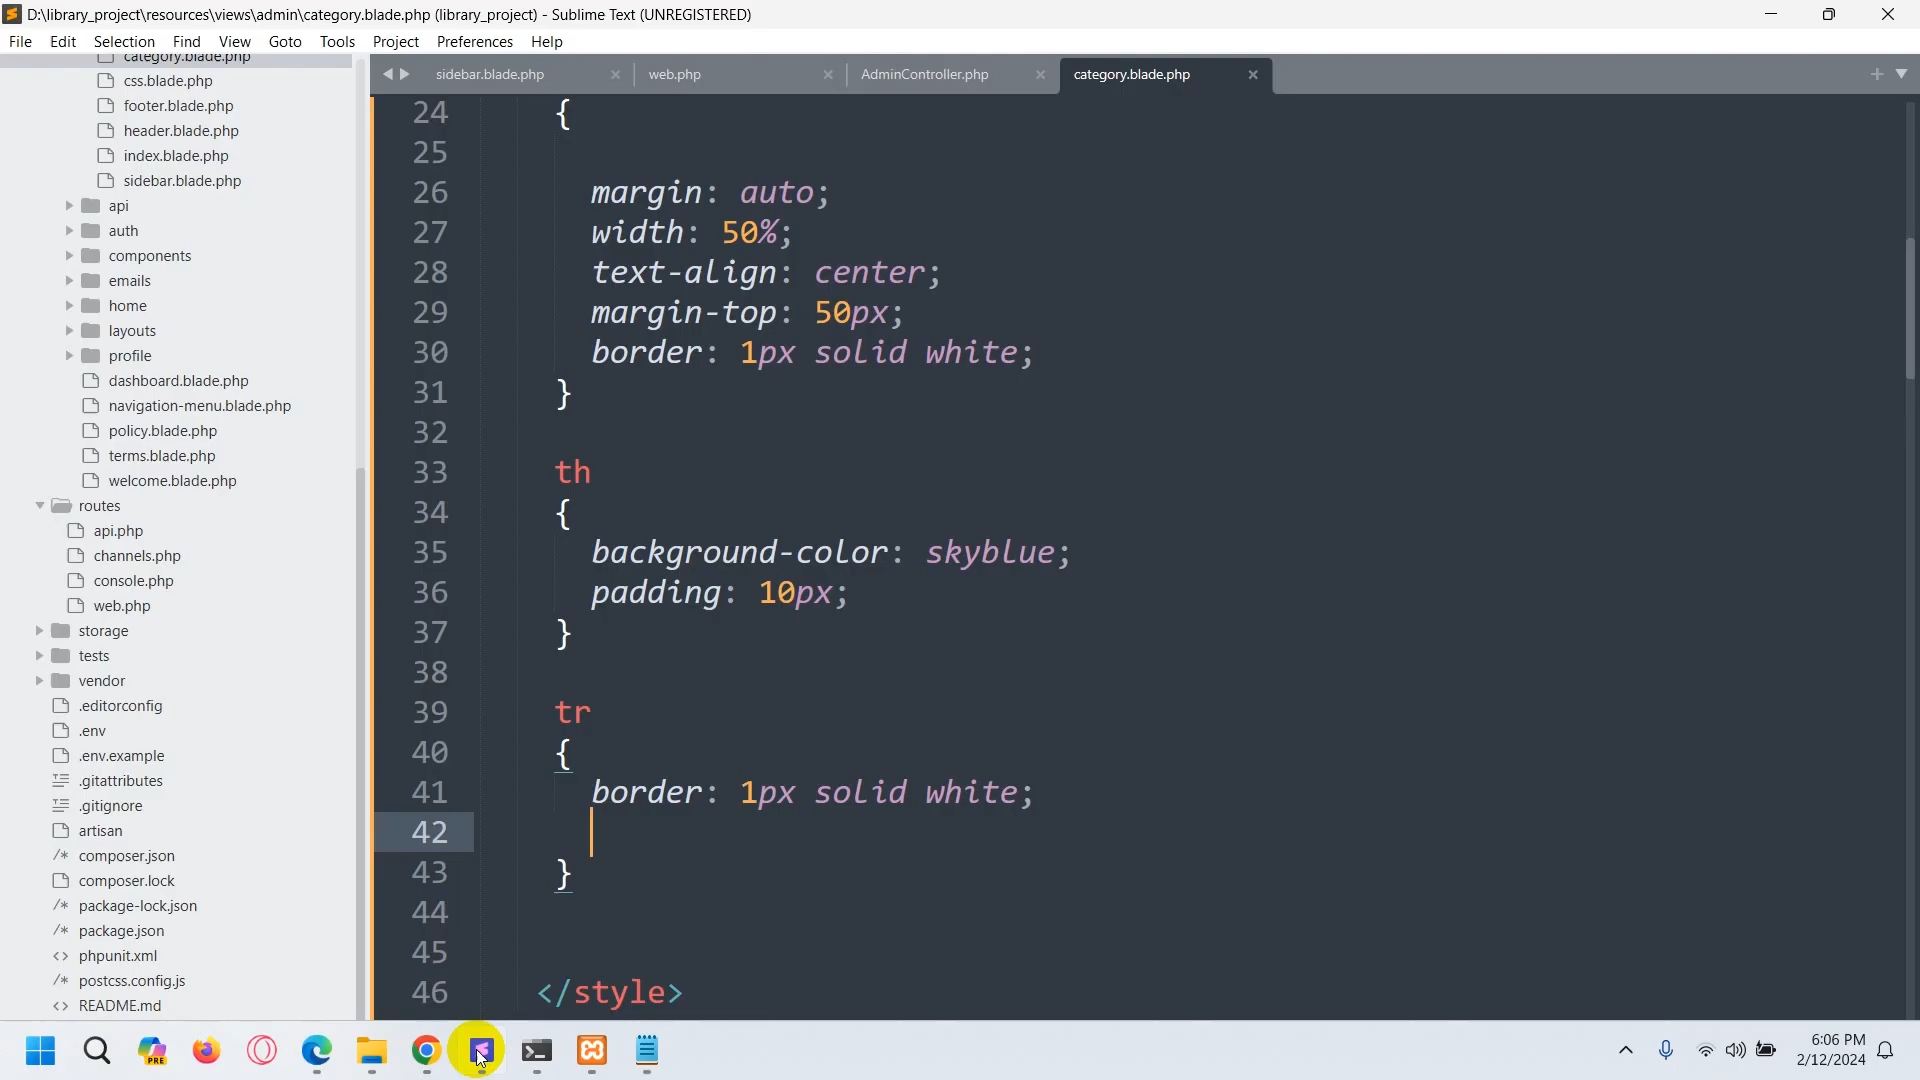 D:\library_project\resources\views\admin\category.blade.php (library_project) - Sublime Text (UNREGISTERED)
File Edit Selection Find View Goto Tools Project Preferences Help
category.blade.php
css.blade.php
footer.blade.php
header.blade.php
index.blade.php
sidebar.blade.php
api
auth
components
emails
home
layouts
profile
dashboard.blade.php
navigation-menu.blade.php
policy.blade.php
terms.blade.php
welcome.blade.php
routes
api.php
channels.php
console.php
web.php
storage
tests
vendor
.editorconfig
.env
.env.example
.gitattributes
.gitignore
artisan
/* composer.json
composer.lock
/* package-lock.json
/* package.json
<> phpunit.xml
/* postcss.config.js
<> README.md
sidebar.blade.php web.php AdminController.php category.blade.php
24 {
25
26 margin: auto;
27 width: 50%;
28 text-align: center;
29 margin-top: 50px;
30 border: 1px solid white;
31 }
32
33 th
34 {
35 background-color: skyblue;
36 padding: 10px;
37 }
38
39 tr
40 {
41 border: 1px solid white;
42
43 }
44
45
46 </style>
PRE
6:06 PM
2/12/2024